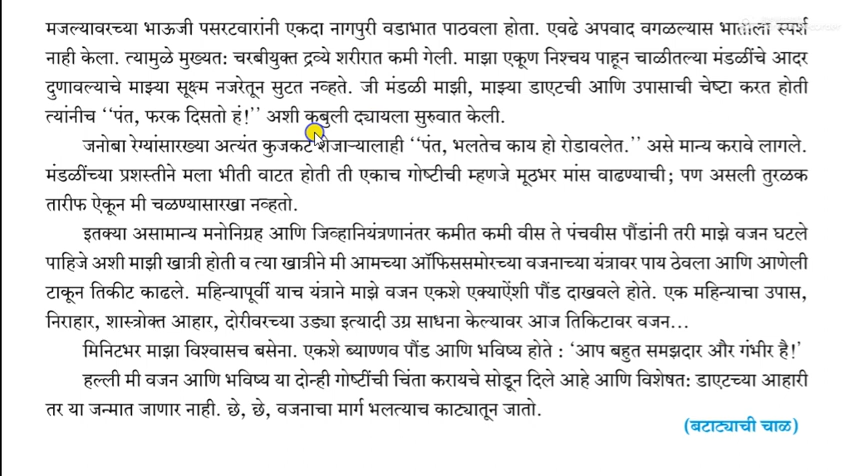 मजल्यावरच्या भाऊजी पसरटवारांनी एकदा नागपुरी वडाभात पाठवला होता. एवढे अपवाद वगळल्यास भाताला स्पर्श
नाही केला. त्यामुळे मुख्यत: चरबीयुक्त द्रव्ये शरीरात कमी गेली. माझा एकूण निश्चय पाहून चाळीतल्या मंडळींचे आदर
दुणावल्याचे माझ्या सूक्ष्म नजरेतून सुटत नव्हते. जी मंडळी माझी, माझ्या डाएटची आणि उपासाची चेष्टा करत होती
त्यांनीच ‘‘पंत, फरक दिसतो हं!’’ अशी कबुली द्यायला सुरुवात केली.
जनोबा रेग्यांसारख्या अत्यंत कुजकट शेजाऱ्यालाही ‘‘पंत, भलतेच काय हो रोडावलेत.’’ असे मान्य करावे लागले.
मंडळींच्या प्रशस्तीने मला भीती वाटत होती ती एकाच गोष्टीची म्हणजे मूठभर मांस वाढण्याची; पण असली तुरळक
तारीफ ऐकून मी चळण्यासारखा नव्हतो.
इतक्या असामान्य मनोनिग्रह आणि जिव्हानियंत्रणानंतर कमीत कमी वीस ते पंचवीस पौंडांनी तरी माझे वजन घटले
पाहिजे अशी माझी खात्री होती व त्या खात्रीने मी आमच्या ऑफिससमोरच्या वजनाच्या यंत्रावर पाय ठेवला आणि आणेली
टाकून तिकीट काढले. महिन्यापूर्वी याच यंत्राने माझे वजन एकशे एक्याऐंशी पौंड दाखवले होते. एक महिन्याचा उपास,
निराहार, शास्त्रोक्त आहार, दोरीवरच्या उड्या इत्यादी उग्र साधना केल्यावर आज तिकिटावर वजन...
मिनिटभर माझा विश्वासच बसेना. एकशे ब्याण्णव पौंड आणि भविष्य होते : ‘आप बहुत समझदार और गंभीर है!’
हल्ली मी वजन आणि भविष्य या दोन्ही गोष्टींची चिंता करायचे सोडून दिले आहे आणि विशेषत: डाएटच्या आहारी
तर या जन्मात जाणार नाही. छे, छे, वजनाचा मार्ग भलत्याच काट्यातून जातो.
(बटाट्याची चाळ)